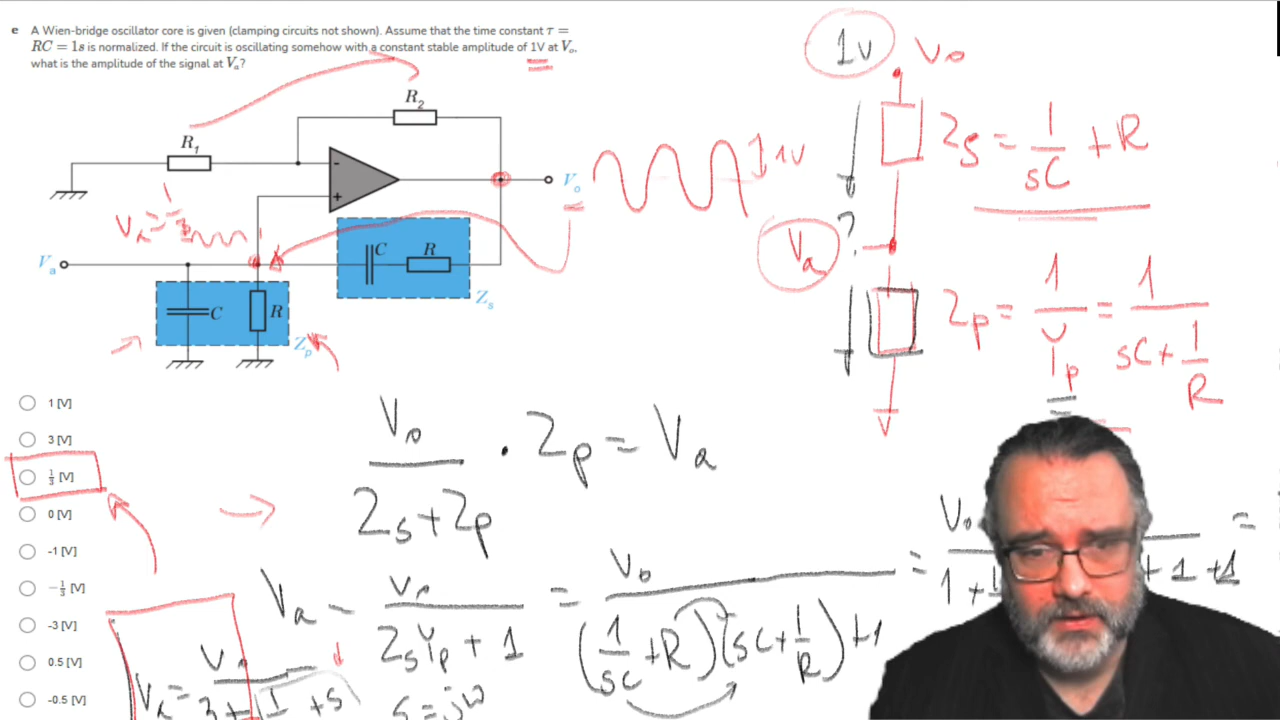 e A Wien-bridge oscillator core is given (clamping circuits not shown). Assume that the time constant τ =
RC = 1s is normalized. If the circuit is oscillating somehow with a constant stable amplitude of 1V at Vo,
what is the amplitude of the signal at Va?
1V Vo
R2
R1
-
+
Vo
1V
Zs = 1/sC + R
?
Va
Va
C R
Zs
C R
Zp
Zp = 1/Yp = 1/(sC + 1/R)
1 [V]
3 [V]
1/3 [V]
0 [V]
-1 [V]
-1/3 [V]
-3 [V]
0.5 [V]
-0.5 [V]
Vo/(Zs+Zp) · Zp = Va
Va = Vo/(ZsYp + 1) = Vo/((1/sC + R)(sC + 1/R) + 1) =
+ 1 + 1 =
s = jω